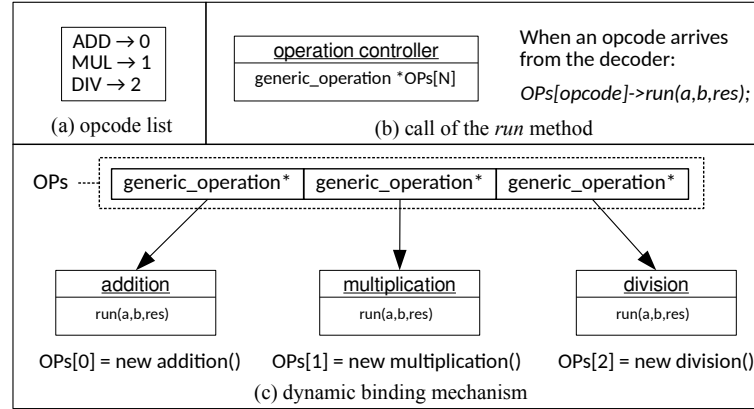 ADD → 0
MUL → 1
DIV → 2
(a) opcode list
operation controller
generic_operation *OPs[N]
When an opcode arrives
from the decoder:
OPs[opcode]->run(a,b,res);
(b) call of the run method
OPs
generic_operation* generic_operation* generic_operation*
addition multiplication division
run(a,b,res) run(a,b,res) run(a,b,res)
OPs[0] = new addition() OPs[1] = new multiplication() OPs[2] = new division()
(c) dynamic binding mechanism